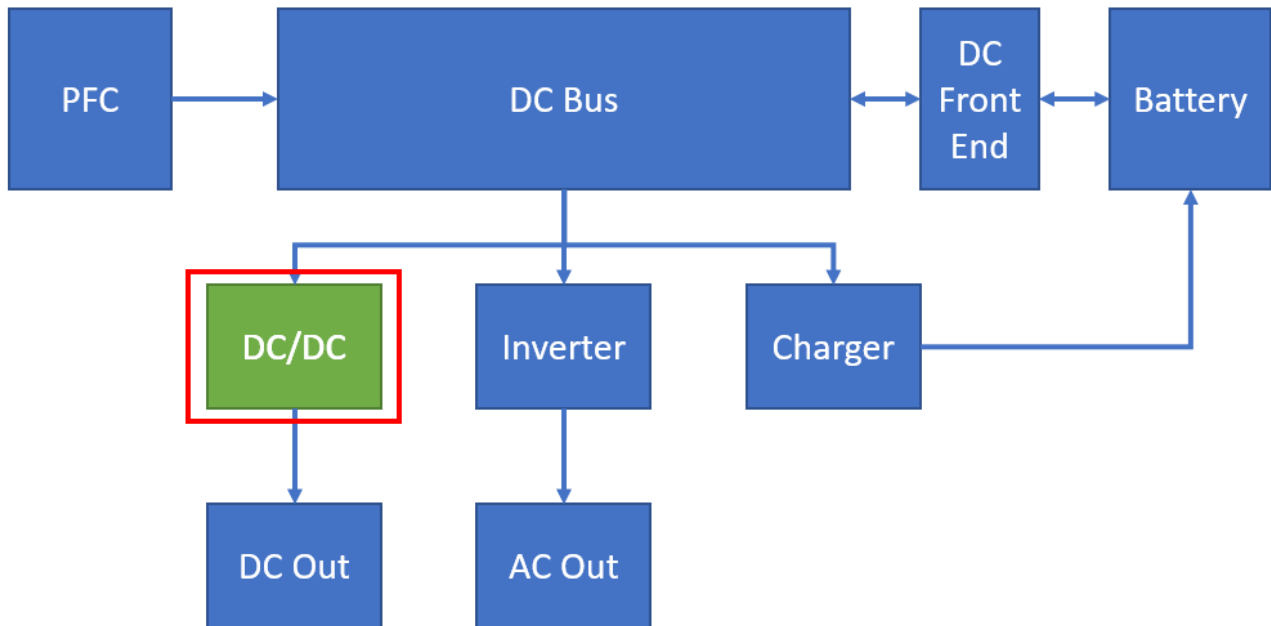 PFC
DC Bus
DC
Front
End
Battery
DC/DC
Inverter
Charger
DC Out
AC Out